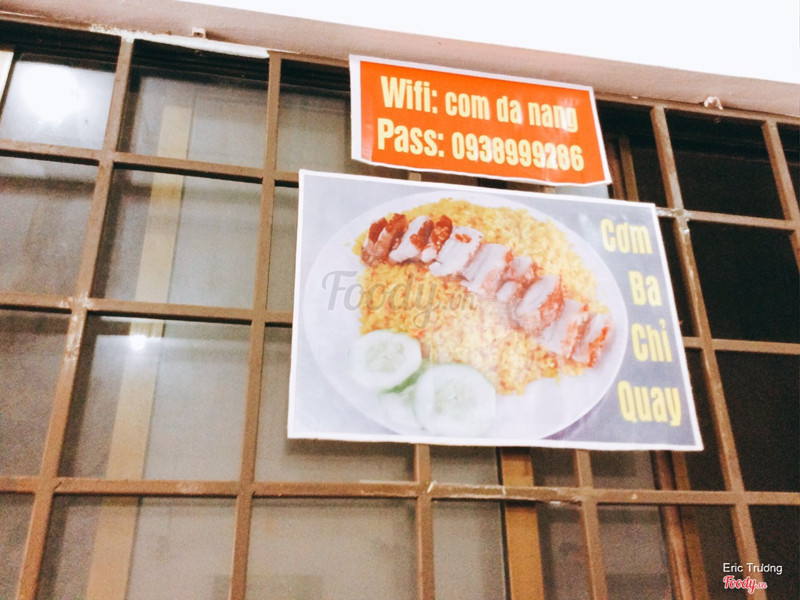 Wifi: com da nang
Pass: 0938999286
Cơm
Ba
Chỉ
Quay
Foody.vn
Eric Trương
Foody.vn